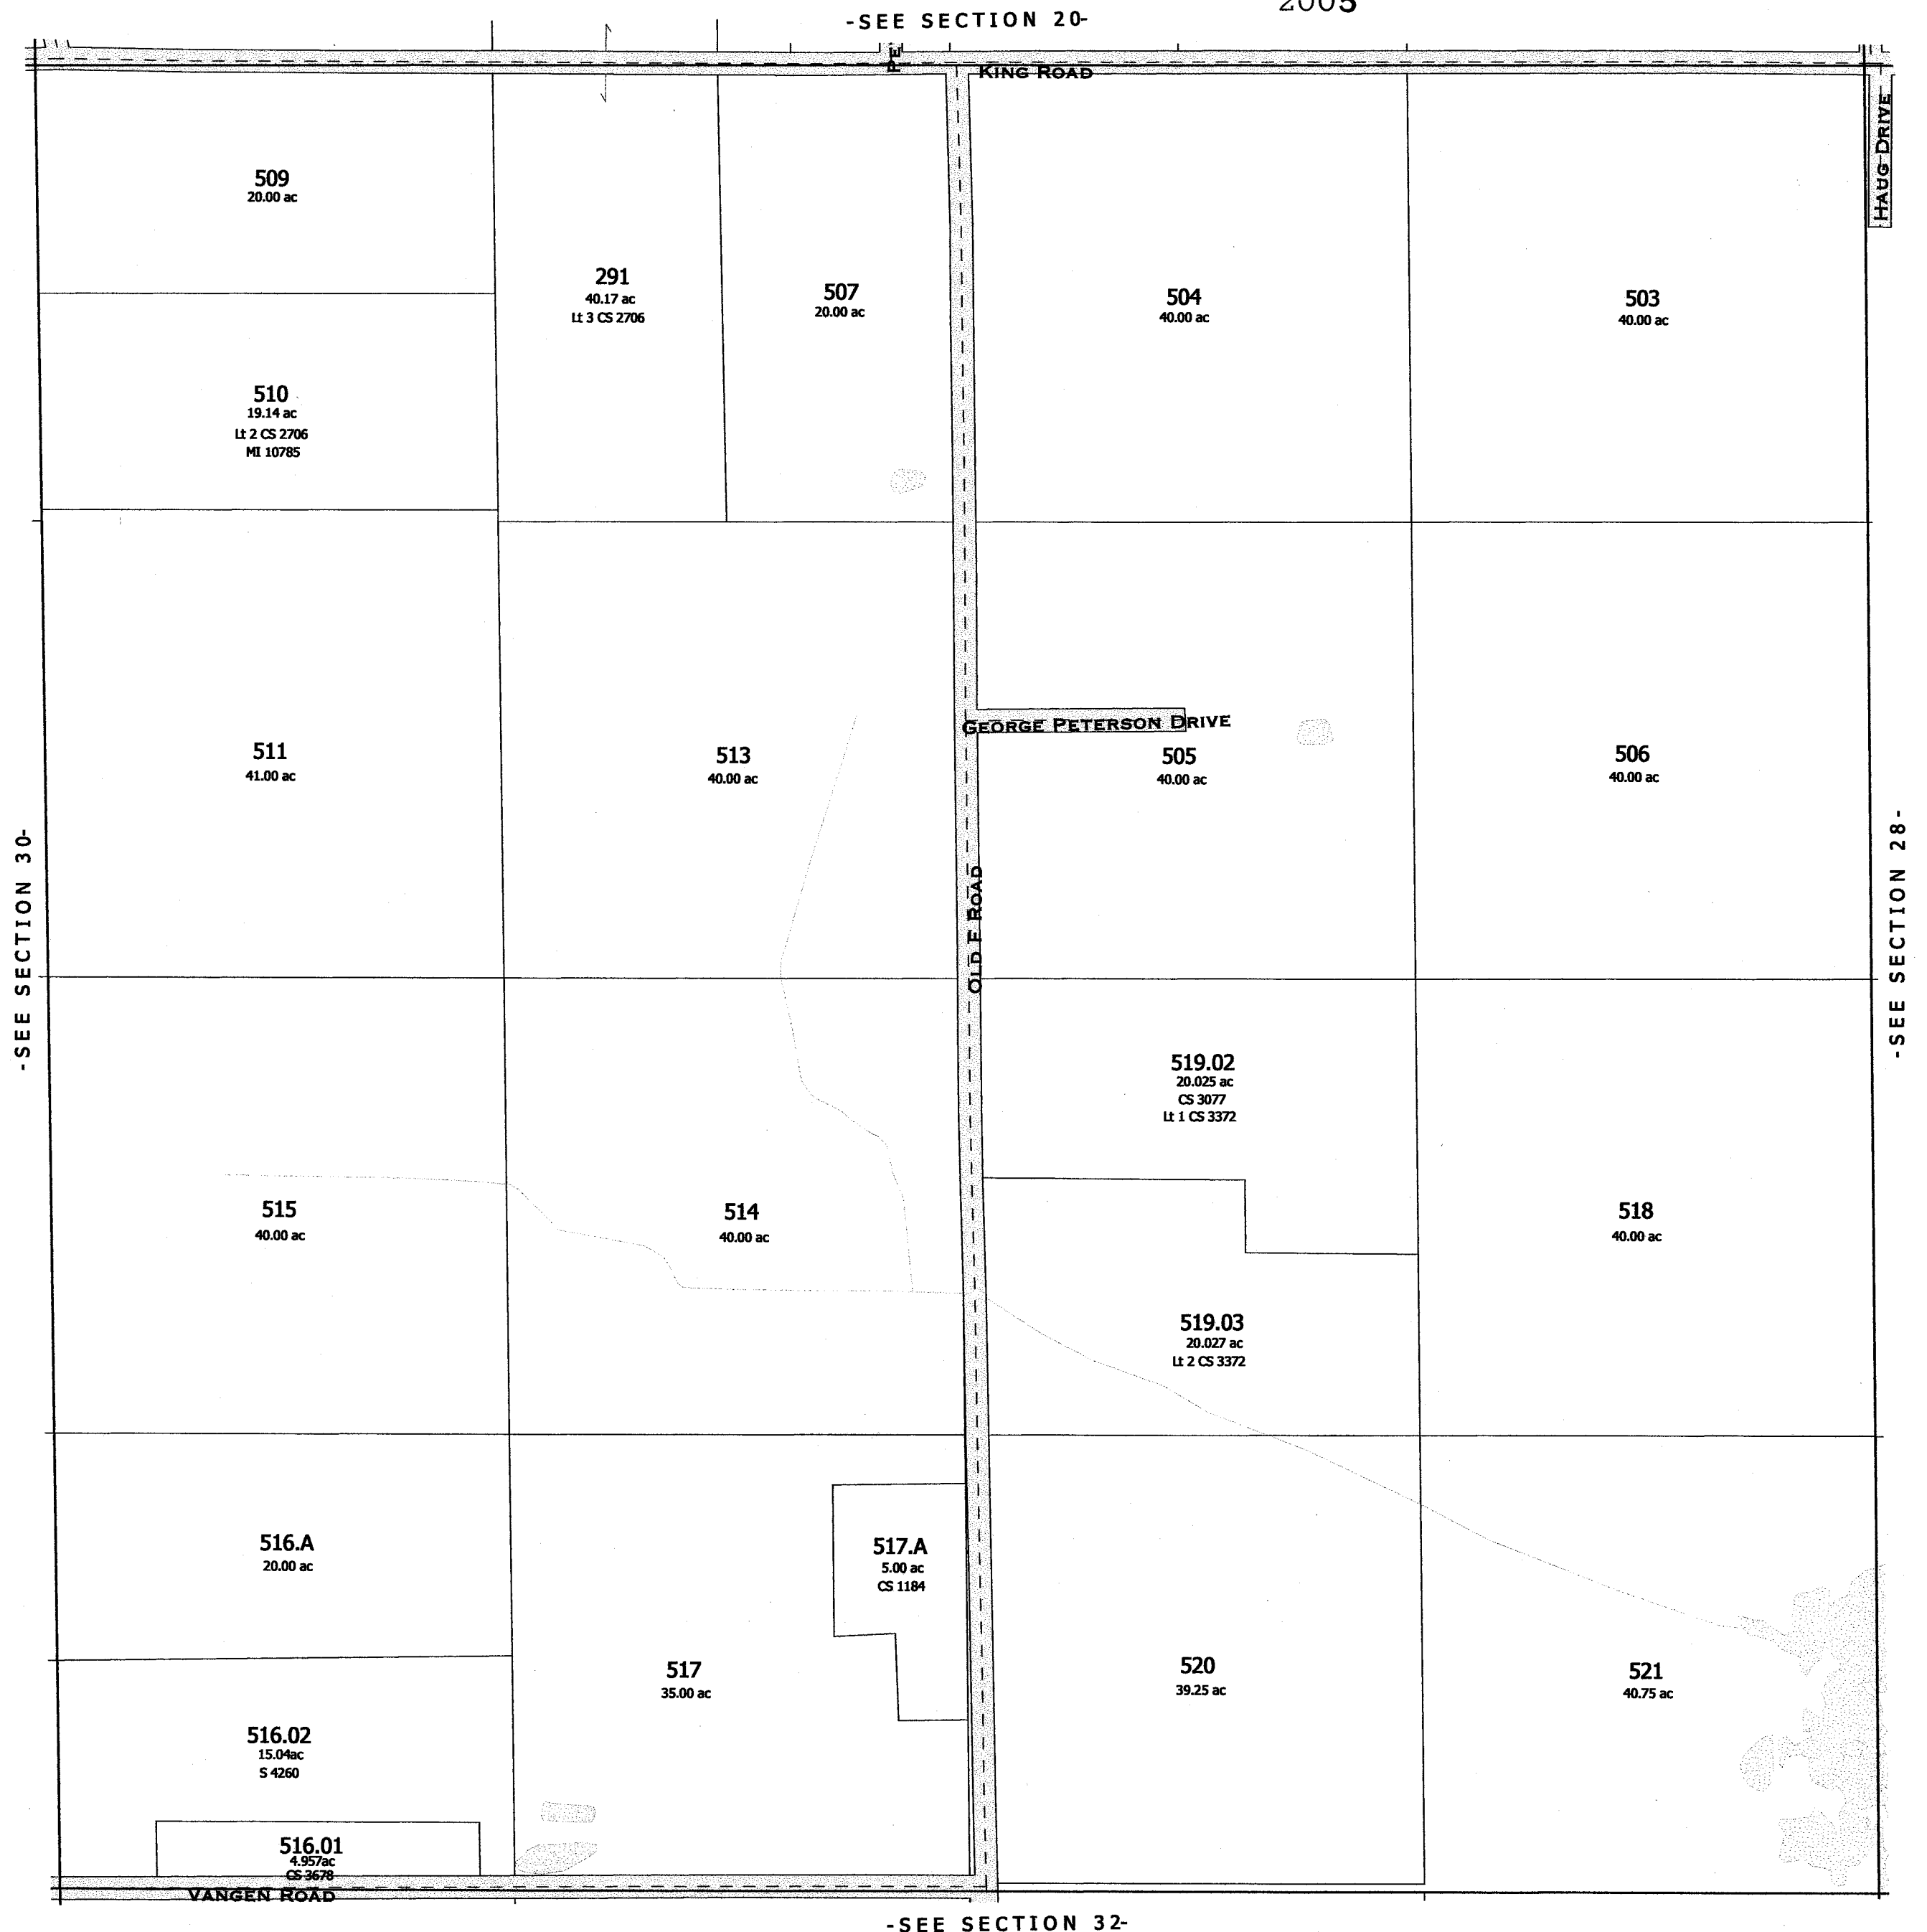 2005
-SEE SECTION 20-
PE
KING ROAD
HAUG DRIVE
509
20.00 ac
291
40.17 ac
Lt 3 CS 2706
507
20.00 ac
504
40.00 ac
503
40.00 ac
510
19.14 ac
Lt 2 CS 2706
MI 10785
GEORGE PETERSON DRIVE
511
41.00 ac
513
40.00 ac
505
40.00 ac
506
40.00 ac
-SEE SECTION 30-
OLD F ROAD
-SEE SECTION 28-
519.02
20.025 ac
CS 3077
Lt 1 CS 3372
515
40.00 ac
514
40.00 ac
518
40.00 ac
519.03
20.027 ac
Lt 2 CS 3372
516.A
20.00 ac
517.A
5.00 ac
CS 1184
517
35.00 ac
520
39.25 ac
521
40.75 ac
516.02
15.04ac
S 4260
516.01
4.957ac
CS 3678
VANGEN ROAD
-SEE SECTION 32-